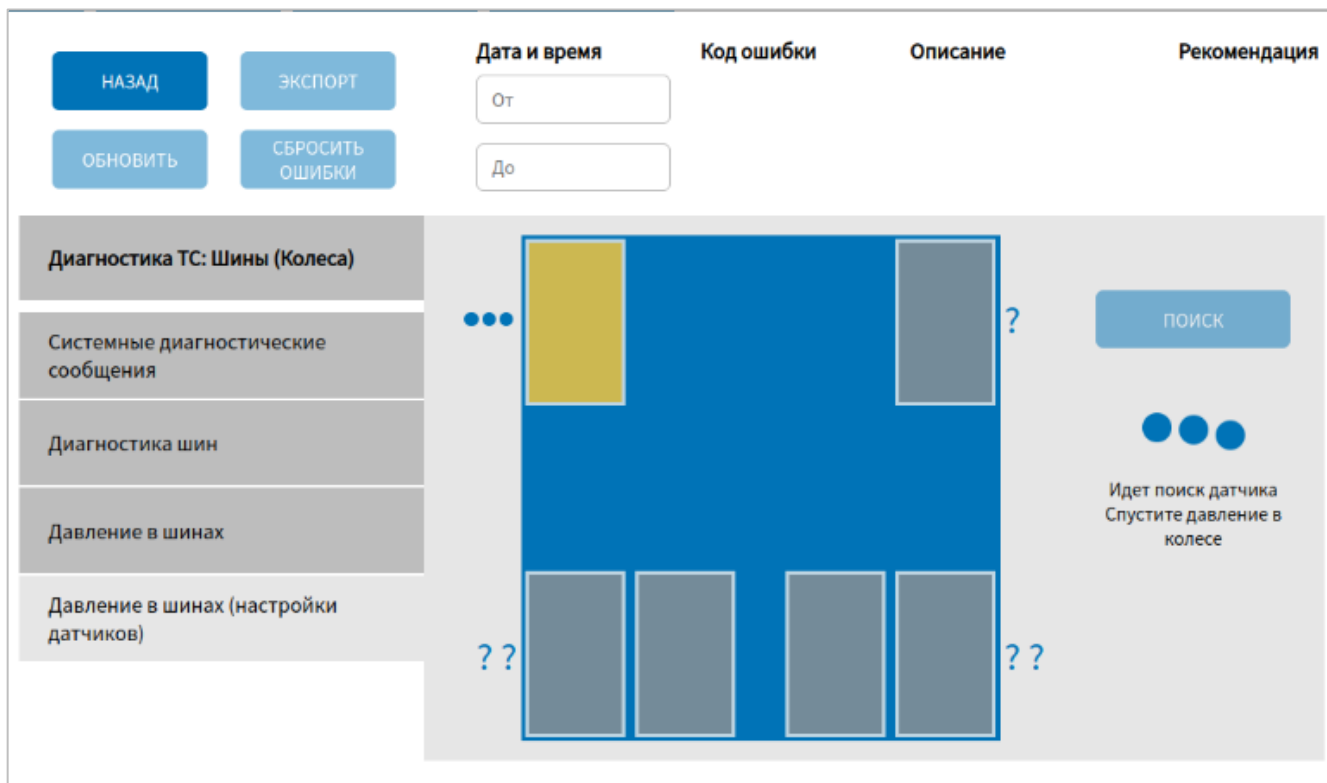 Дата и время
Код ошибки
Описание
Рекомендация
НАЗАД
ЭКСПОРТ
От
ОБНОВИТЬ
СБРОСИТЬ
ОШИБКИ
До
Диагностика ТС: Шины (Колеса)
Системные диагностические
сообщения
Диагностика шин
Давление в шинах
Давление в шинах (настройки
датчиков)
?
? ?
? ?
ПОИСК
Идет поиск датчика
Спустите давление в
колесе